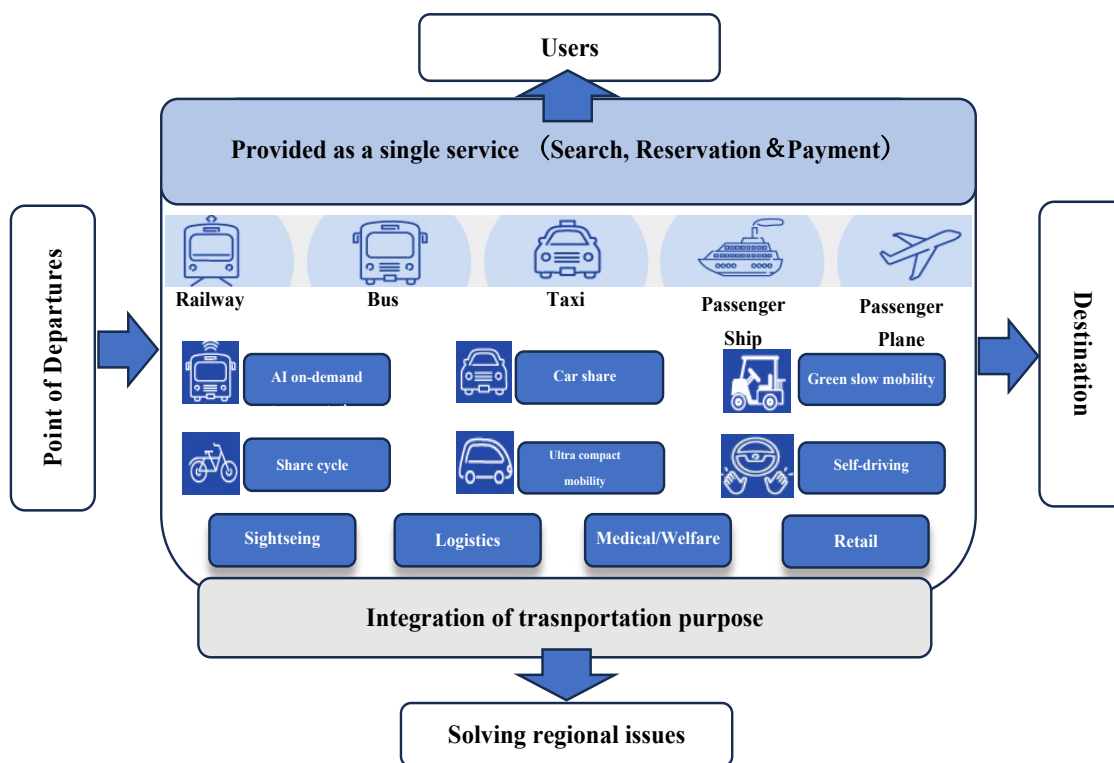 Users
Provided as a single service （Search, Reservation＆Payment）
Point of Departures
Railway
Bus
Taxi
Passenger
Ship
Passenger
Plane
AI on-demand
Car share
Green slow mobility
Share cycle
Ultra compact
mobility
Self-driving
Sightseing
Logistics
Medical/Welfare
Retail
Integration of trasnportation purpose
Solving regional issues
Destination